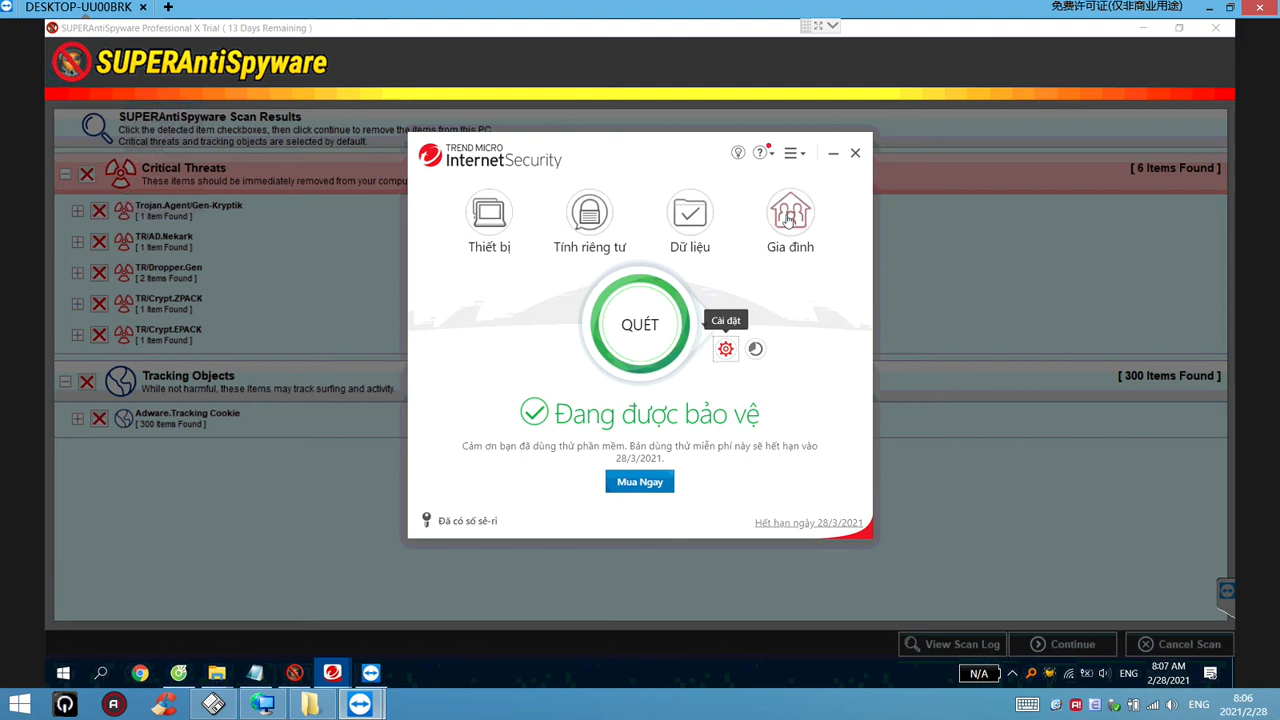 DESKTOP-UU00BRK
免费许可证(仅非商业用途)
SUPERAntiSpyware Professional X Trial ( 13 Days Remaining )
SUPERAntiSpyware
SUPERAntiSpyware Scan Results
Click the detected item checkboxes, then click continue to remove the items from this PC.
Critical threats and tracking objects are selected by default.
Critical Threats
[ 6 Items Found ]
These items should be immediately removed from your compu
Trojan.Agent/Gen-Kryptik
[ 1 Item Found ]
TR/AD.Nekark
[ 1 Item Found ]
TR/Dropper.Gen
[ 2 Items Found ]
TR/Crypt.ZPACK
[ 1 Item Found ]
TR/Crypt.EPACK
[ 1 Item Found ]
Tracking Objects
[ 300 Items Found ]
While not harmful, these items may track surfing and activity.
Adware.Tracking Cookie
[ 300 Items Found ]
TREND MICRO
InternetSecurity
Thiết bị
Tính riêng tư
Dữ liệu
Gia đình
QUÉT
Cài đặt
Đang được bảo vệ
Cảm ơn bạn đã dùng thử phần mềm. Bản dùng thử miễn phí này sẽ hết hạn vào
28/3/2021.
Mua Ngay
Đã có số sê-ri
Hết hạn ngày 28/3/2021
View Scan Log
Continue
Cancel Scan
N/A
ENG
8:07 AM
2/28/2021
ENG
8:06
2021/2/28